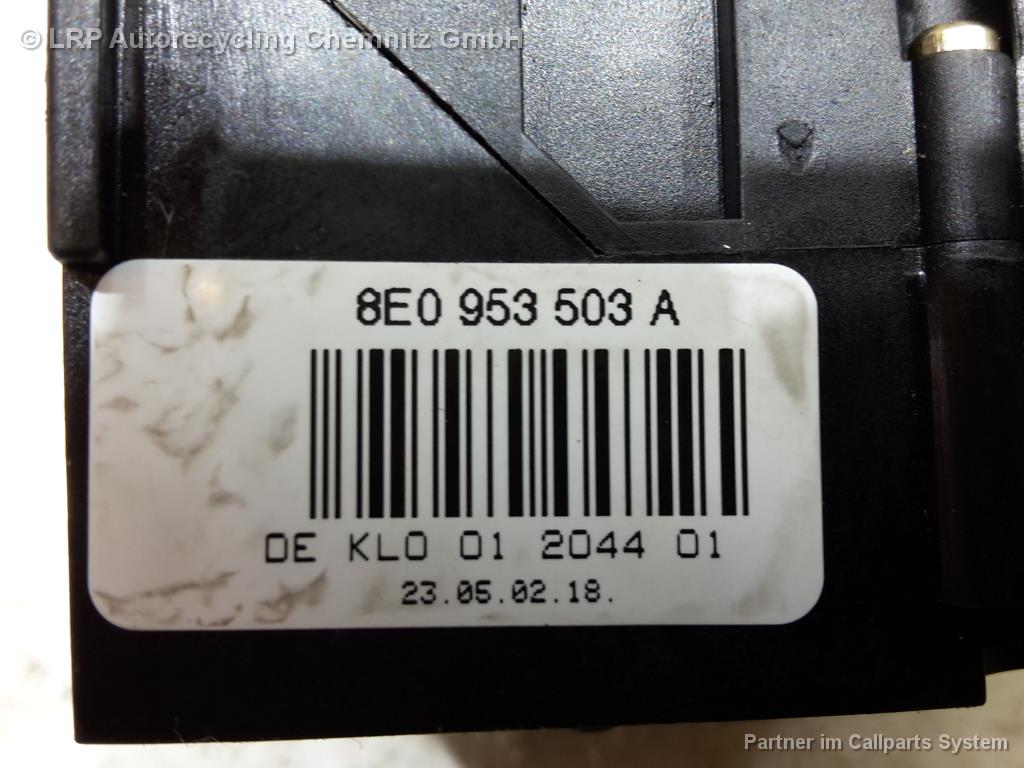 © LRP Autorecycling Chemnitz GmbH
8E0 953 503 A
DE KLO 01 2044 01
23.05.02.18.
Partner im Callparts System